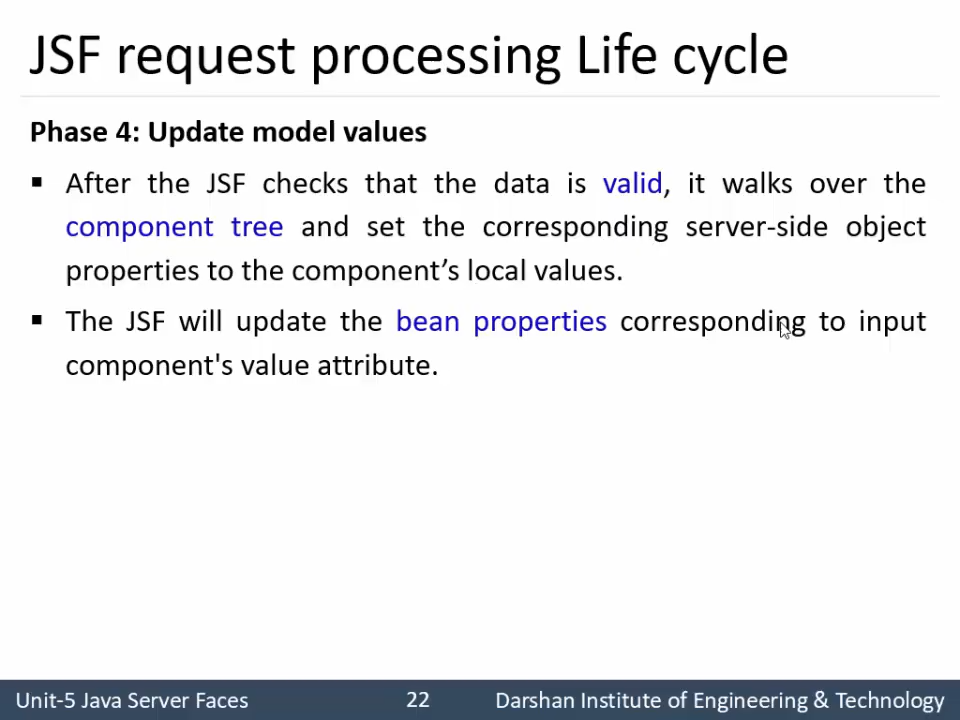 JSF request processing Life cycle
Phase 4: Update model values
▪ After the JSF checks that the data is valid, it walks over the
component tree and set the corresponding server-side object
properties to the component’s local values.
▪ The JSF will update the bean properties corresponding to input
component's value attribute.
Unit-5 Java Server Faces 22 Darshan Institute of Engineering & Technology